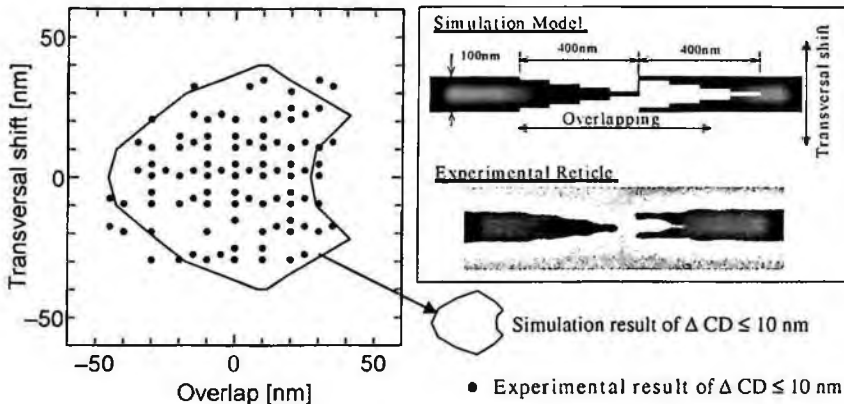 Transversal shift [nm]
50
0
−50
−50
0
50
Overlap [nm]
Simulation Model
100nm
400nm
400nm
Overlapping
Transversal shift
Experimental Reticle
Simulation result of Δ CD ≤ 10 nm
• Experimental result of Δ CD ≤ 10 nm